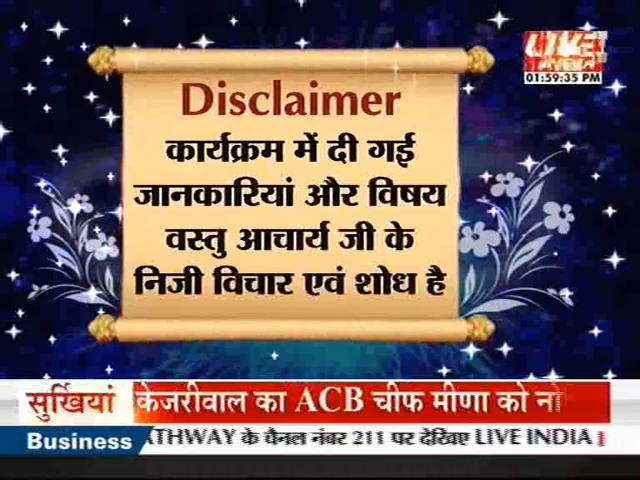 LIVE
01:59:35 PM
Disclaimer
कार्यक्रम में दी गई
जानकारियां और विषय
वस्तु आचार्य जी के
निजी विचार एवं शोध है
सुर्खियां केजरीवाल का ACB चीफ मीणा को
Business ATHWAY के चैनल नंबर 211 पर देखिए LIVE INDIA